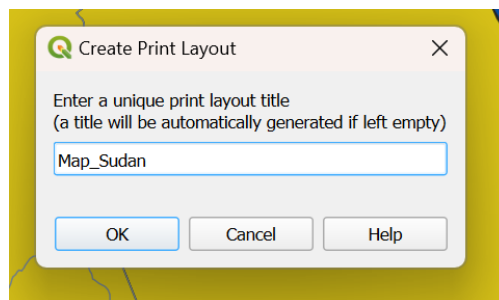 Create Print Layout
Enter a unique print layout title
(a title will be automatically generated if left empty)
Map_Sudan
OK
Cancel
Help